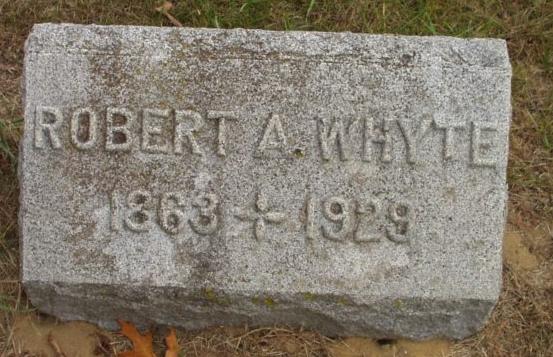 ROBERT A. WHYTE
1863 + 1929